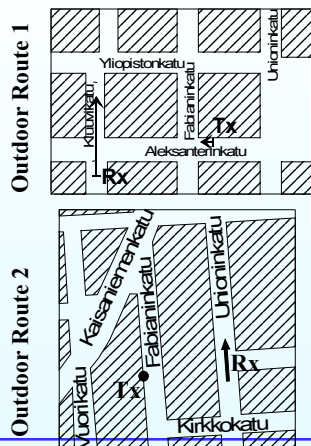 Outdoor Route 1
Yliopistonkatu
Unioninkatu
Kluuvikatu,
Fabianinkatu
Tx
Aleksanterinkatu
Rx
Outdoor Route 2
Kaisaniemenkatu
Fabianinkatu
Unioninkatu
Vuorikatu
Tx
Rx
Kirkkokatu